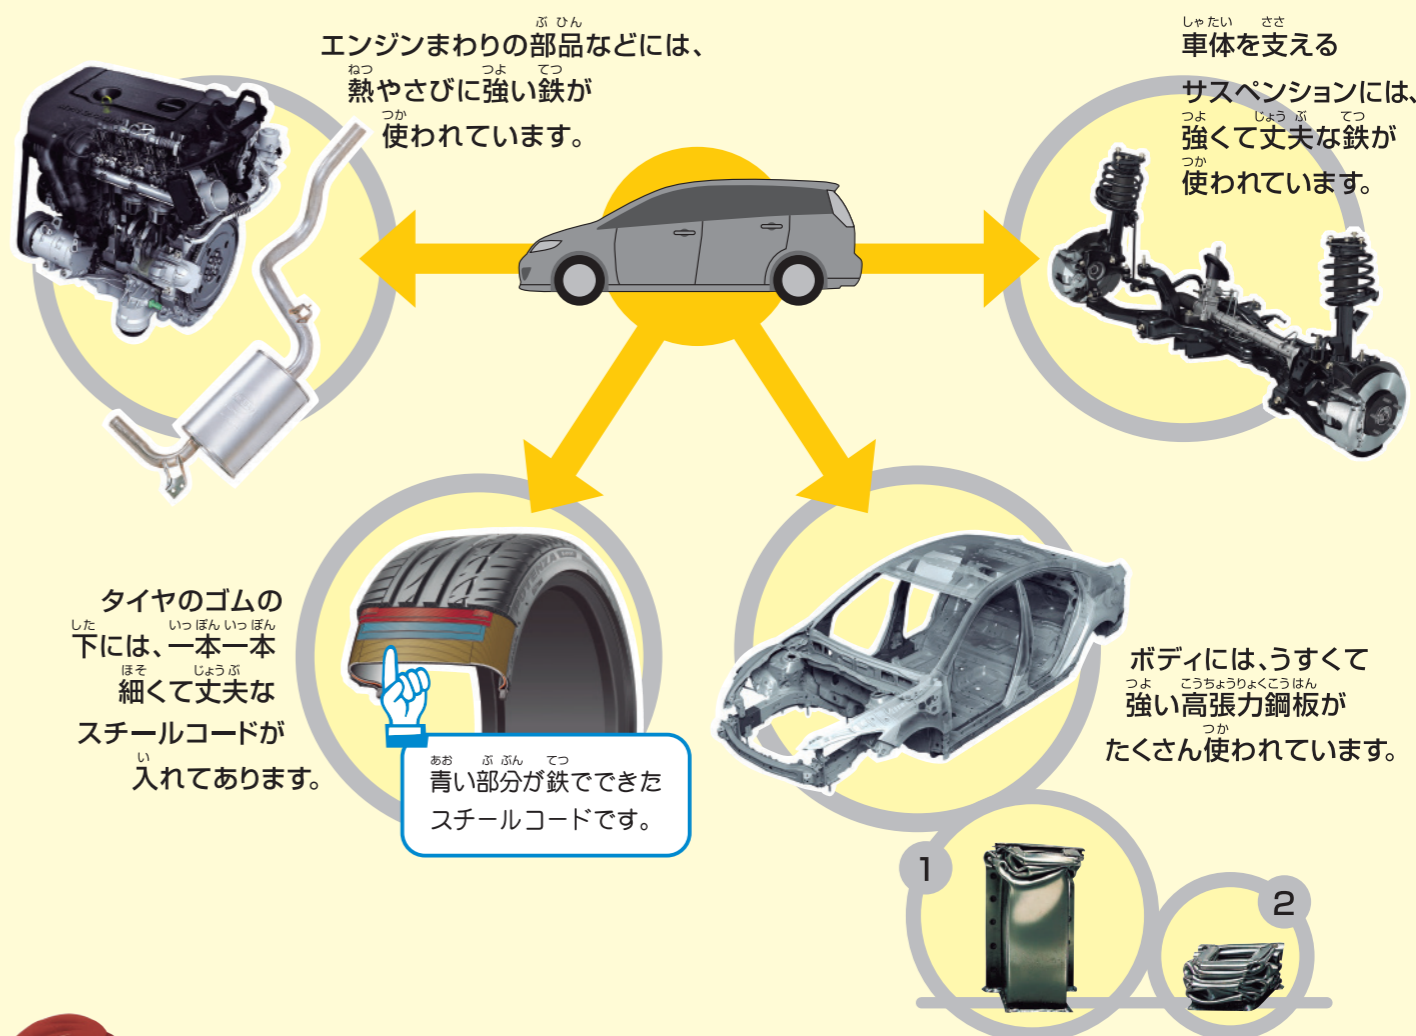 エンジンまわりの部品などには、
熱やさびに強い鉄が
使われています。
車体を支える
サスペンションには、
強くて丈夫な鉄が
使われています。
タイヤのゴムの
下には、一本一本
細くて丈夫な
スチールコードが
入れてあります。
青い部分が鉄でできた
スチールコードです。
ボディには、うすくて
強い高張力鋼板が
たくさん使われています。
1
2